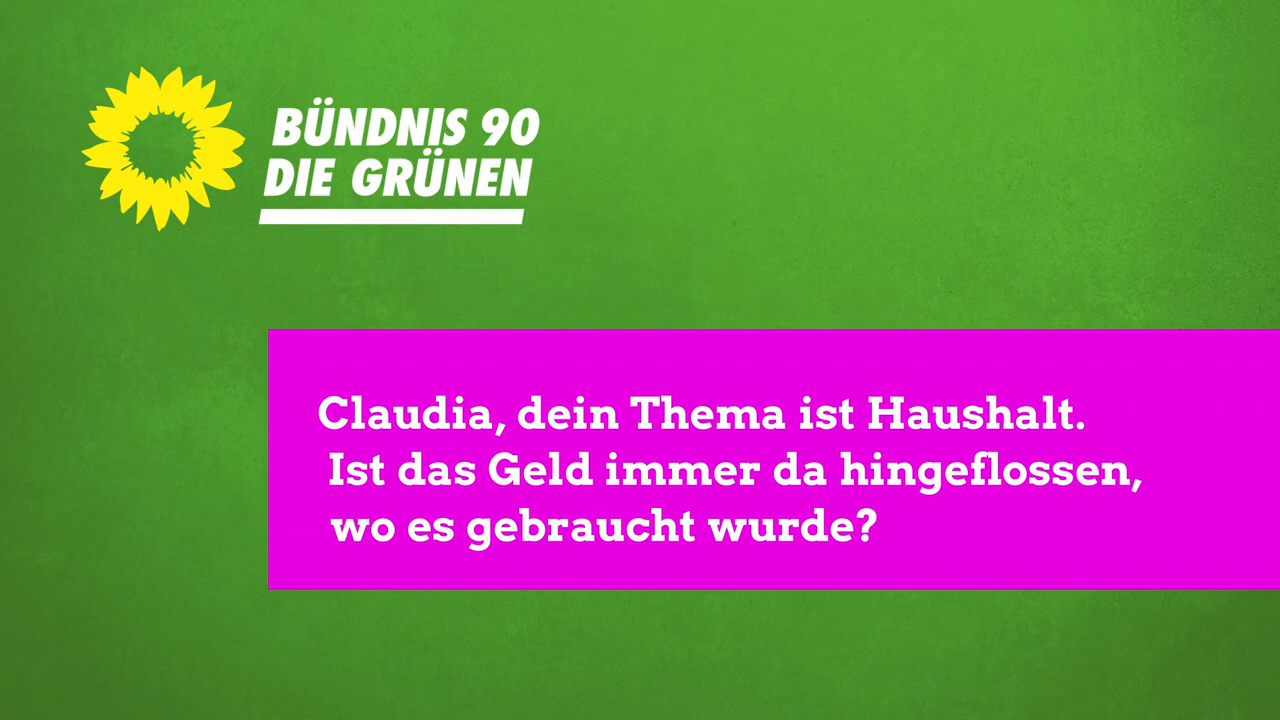 BÜNDNIS 90
DIE GRÜNEN
Claudia, dein Thema ist Haushalt.
Ist das Geld immer da hingeflossen,
wo es gebraucht wurde?